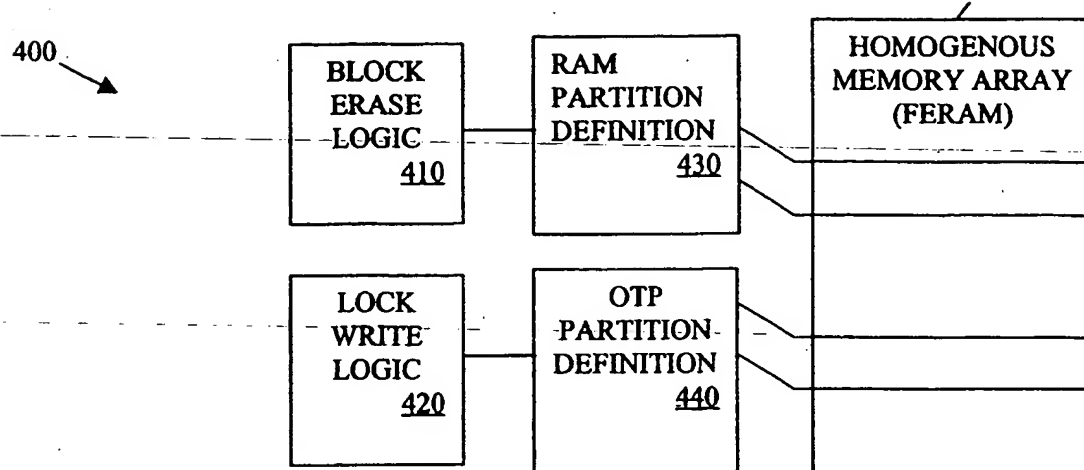 400
BLOCK
ERASE
LOGIC
410
RAM
PARTITION
DEFINITION
430
HOMOGENOUS
MEMORY ARRAY
(FERAM)
LOCK
WRITE
LOGIC
420
OTP
PARTITION
DEFINITION
440